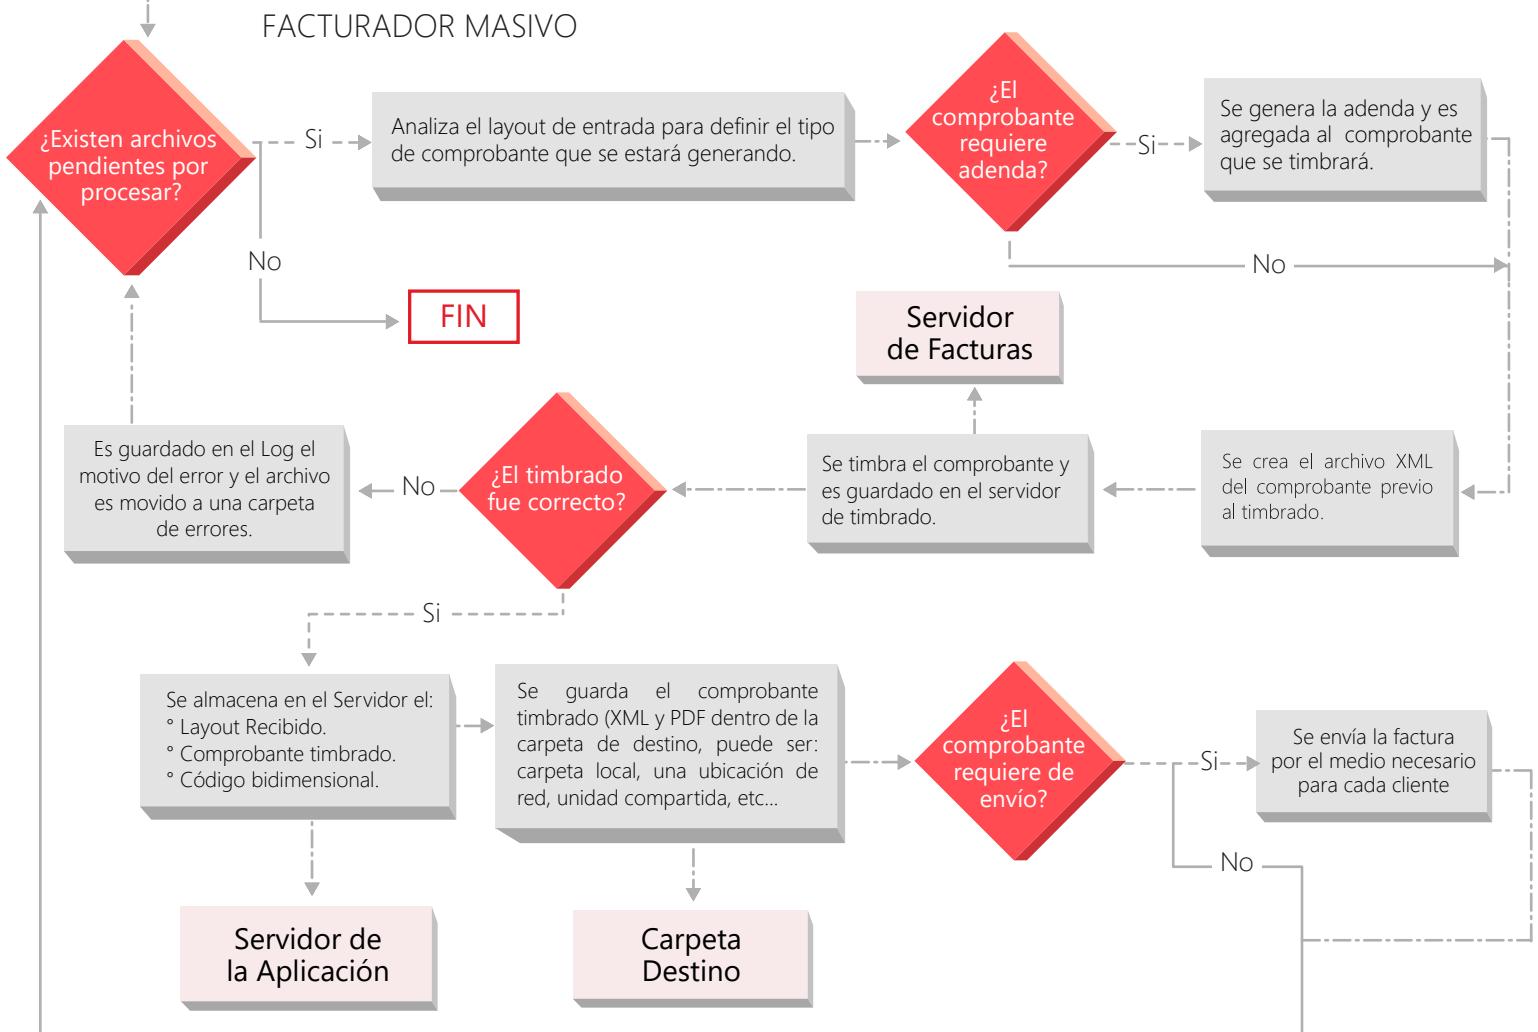 FACTURADOR MASIVO
¿Existen archivos
pendientes por
procesar?
Si
Analiza el layout de entrada para definir el tipo
de comprobante que se estará generando.
¿El
comprobante
requiere
adenda?
Si
Se genera la adenda y es
agregada al comprobante
que se timbrará.
No
FIN
No
Servidor
de Facturas
Se crea el archivo XML
del comprobante previo
al timbrado.
Se timbra el comprobante y
es guardado en el servidor
de timbrado.
¿El timbrado
fue correcto?
No
Es guardado en el Log el
motivo del error y el archivo
es movido a una carpeta
de errores.
Si
Se almacena en el Servidor el:
° Layout Recibido.
° Comprobante timbrado.
° Código bidimensional.
Se guarda el comprobante
timbrado (XML y PDF dentro de la
carpeta de destino, puede ser:
carpeta local, una ubicación de
red, unidad compartida, etc...
¿El
comprobante
requiere de
envío?
Si
Se envía la factura
por el medio necesario
para cada cliente
No
Servidor de
la Aplicación
Carpeta
Destino